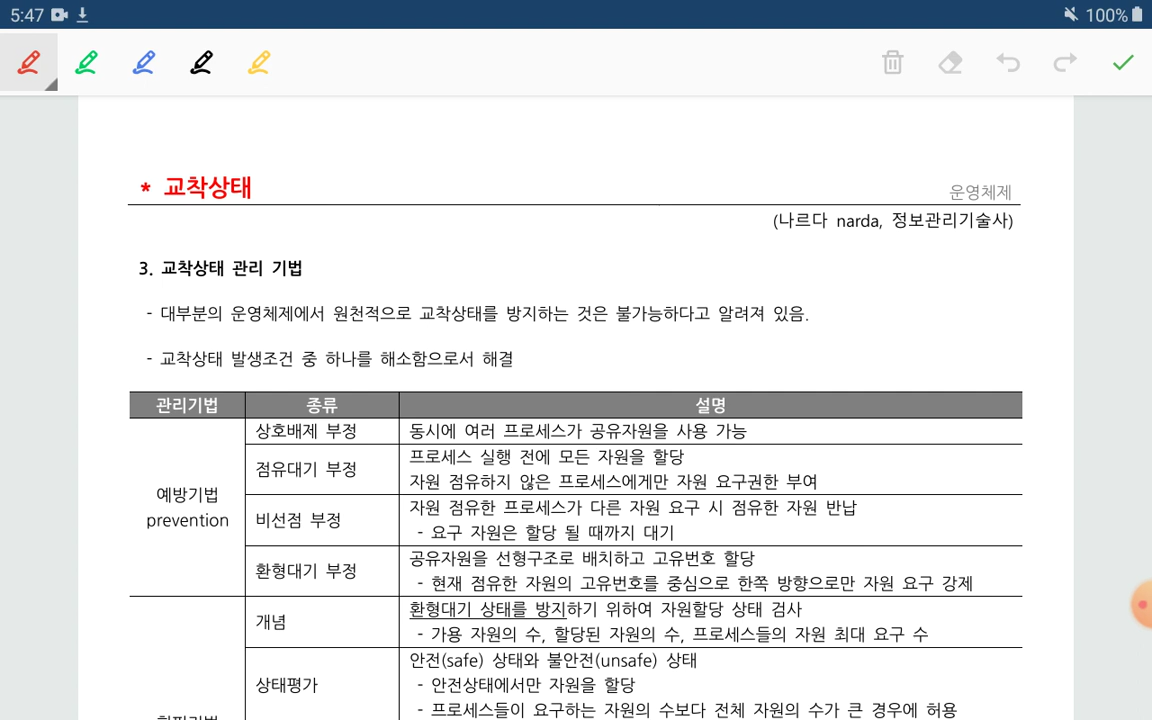 5:47
100%
* 교착상태
운영체제
(나르다 narda, 정보관리기술사)
3. 교착상태 관리 기법
- 대부분의 운영체제에서 원천적으로 교착상태를 방지하는 것은 불가능하다고 알려져 있음.
- 교착상태 발생조건 중 하나를 해소함으로서 해결
관리기법 종류 설명
예방기법
prevention
상호배제 부정 동시에 여러 프로세스가 공유자원을 사용 가능
점유대기 부정 프로세스 실행 전에 모든 자원을 할당
자원 점유하지 않은 프로세스에게만 자원 요구권한 부여
비선점 부정 자원 점유한 프로세스가 다른 자원 요구 시 점유한 자원 반납
- 요구 자원은 할당 될 때까지 대기
환형대기 부정 공유자원을 선형구조로 배치하고 고유번호 할당
- 현재 점유한 자원의 고유번호를 중심으로 한쪽 방향으로만 자원 요구 강제
개념 환형대기 상태를 방지하기 위하여 자원할당 상태 검사
- 가용 자원의 수, 할당된 자원의 수, 프로세스들의 자원 최대 요구 수
상태평가 안전(safe) 상태와 불안전(unsafe) 상태
- 안전상태에서만 자원을 할당
- 프로세스들이 요구하는 자원의 수보다 전체 자원의 수가 큰 경우에 허용